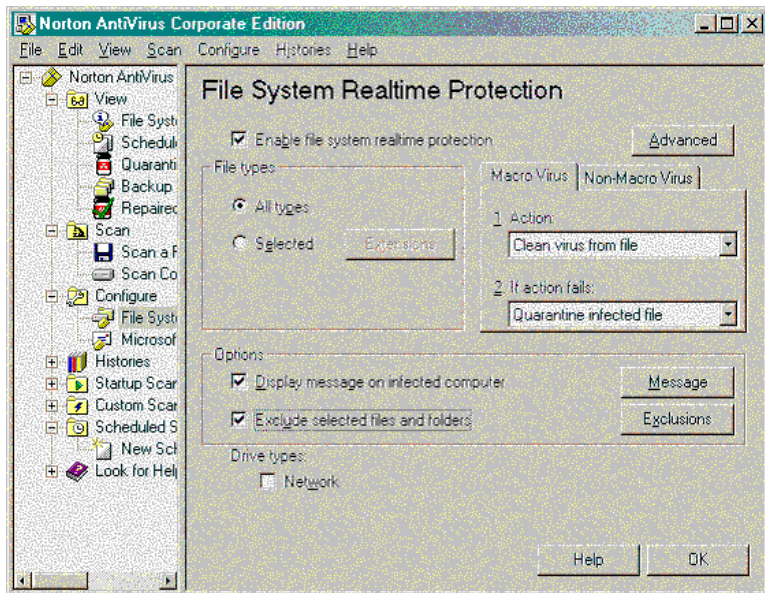 Norton AntiVirus Corporate Edition
File Edit View Scan Configure Histories Help
Norton AntiVirus
View
File Syst
Schedule
Quaranti
Backup
Repaired
Scan
Scan a F
Scan Co
Configure
File Syst
Microsof
Histories
Startup Scar
Custom Scar
Scheduled S
New Sch
Look for Help
File System Realtime Protection
Enable file system realtime protection
Advanced
File types
All types
Selected
Extensions
Macro Virus
Non-Macro Virus
1 Action:
Clean virus from file
2 If action fails:
Quarantine infected file
Options
Display message on infected computer
Message
Exclude selected files and folders
Exclusions
Drive types:
Network
Help
OK